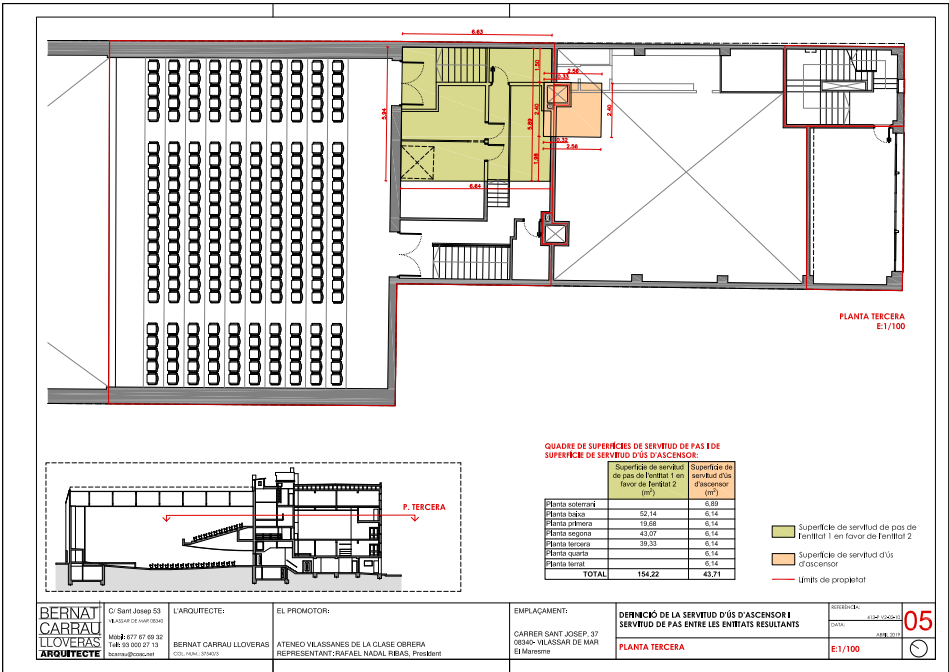 6.63
1.50
2.56
0.33
5.94
2.40
5.89
2.40
0.32
2.56
1.98
6.64
PLANTA TERCERA
E:1/100
P. TERCERA
QUADRE DE SUPERFÍCIES DE SERVITUD DE PAS I DE
SUPERFÍCIE DE SERVITUD D'ÚS D'ASCENSOR:
Superfície de servitud de pas de l'entitat 1 en favor de l'entitat 2 (m²) Superfície de servitud d'ús d'ascensor (m²)
Planta soterrani 6,89
Planta baixa 52,14 6,14
Planta primera 19,68 6,14
Planta segona 43,07 6,14
Planta tercera 39,33 6,14
Planta quarta 6,14
Planta terrat 6,14
TOTAL 154,22 43,71
Superfície de servitud de pas de
l'entitat 1 en favor de l'entitat 2
Superfície de servitud d'ús
d'ascensor
Límits de propietat
BERNAT
CARRAU
LLOVERAS
ARQUITECTE
C/ Sant Josep 53
VILASSAR DE MAR 08340
Mòbil: 677 67 69 32
Telf: 93 000 27 13
bcarrau@coac.net
L'ARQUITECTE:
BERNAT CARRAU LLOVERAS
COL. NUM.: 37640/3
EL PROMOTOR:
ATENEO VILASSANES DE LA CLASE OBRERA
REPRESENTANT: RAFAEL NADAL RIBAS, President
EMPLAÇAMENT:
CARRER SANT JOSEP, 37
08340- VILASSAR DE MAR
El Maresme
DEFINICIÓ DE LA SERVITUD D'ÚS D'ASCENSOR I
SERVITUD DE PAS ENTRE LES ENTITATS RESULTANTS
PLANTA TERCERA
REFERÈNCIA:
DATA:
ABRIL 2019
E:1/100
05